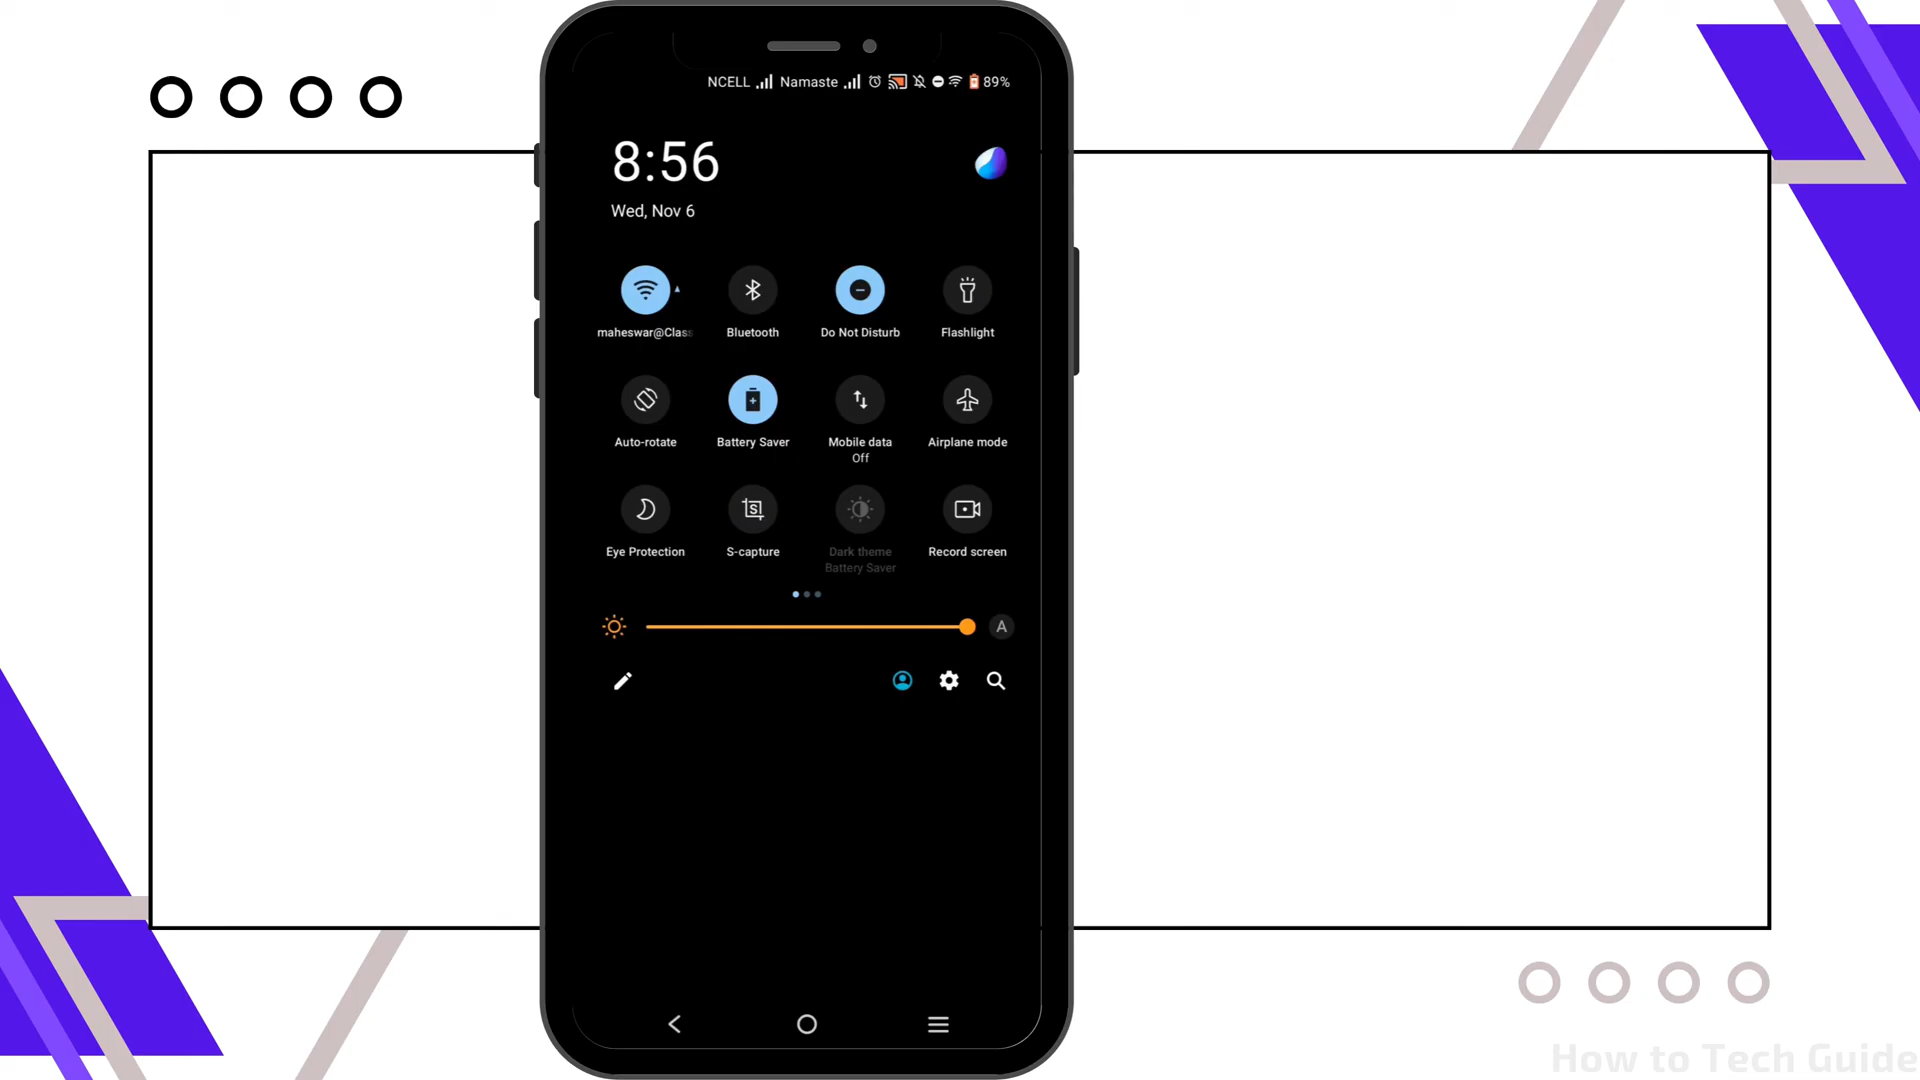 NCELL Namaste 89%
8:56
Wed, Nov 6
maheswar@Clas
Bluetooth
Do Not Disturb
Flashlight
Auto-rotate
Battery Saver
Mobile data
Off
Airplane mode
Eye Protection
S-capture
Dark theme
Battery Saver
Record screen
A
How to Tech Guide